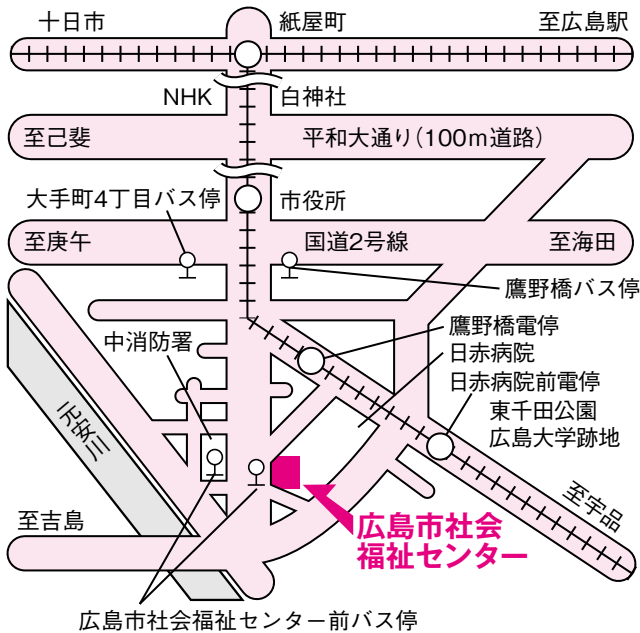 十日市
紙屋町
至広島駅
NHK
白神社
至己斐
平和大通り(100m道路)
大手町4丁目バス停
市役所
至庚午
国道2号線
至海田
鷹野橋バス停
鷹野橋電停
中消防署
日赤病院
日赤病院前電停
東千田公園
広島大学跡地
元安川
至宇品
至吉島
広島市社会
福祉センター
広島市社会福祉センター前バス停